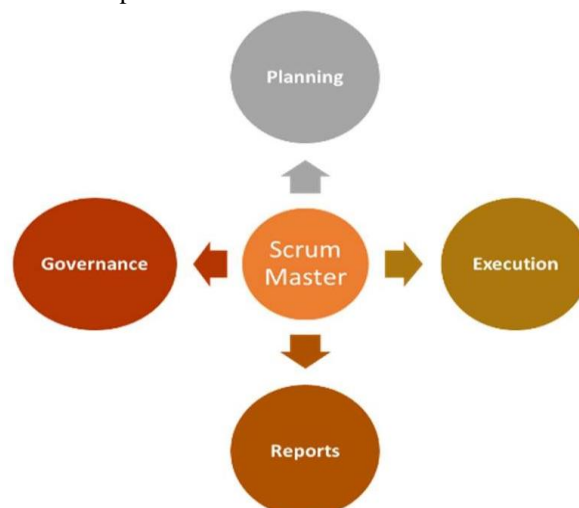 Planning
Governance
Scrum
Master
Execution
Reports